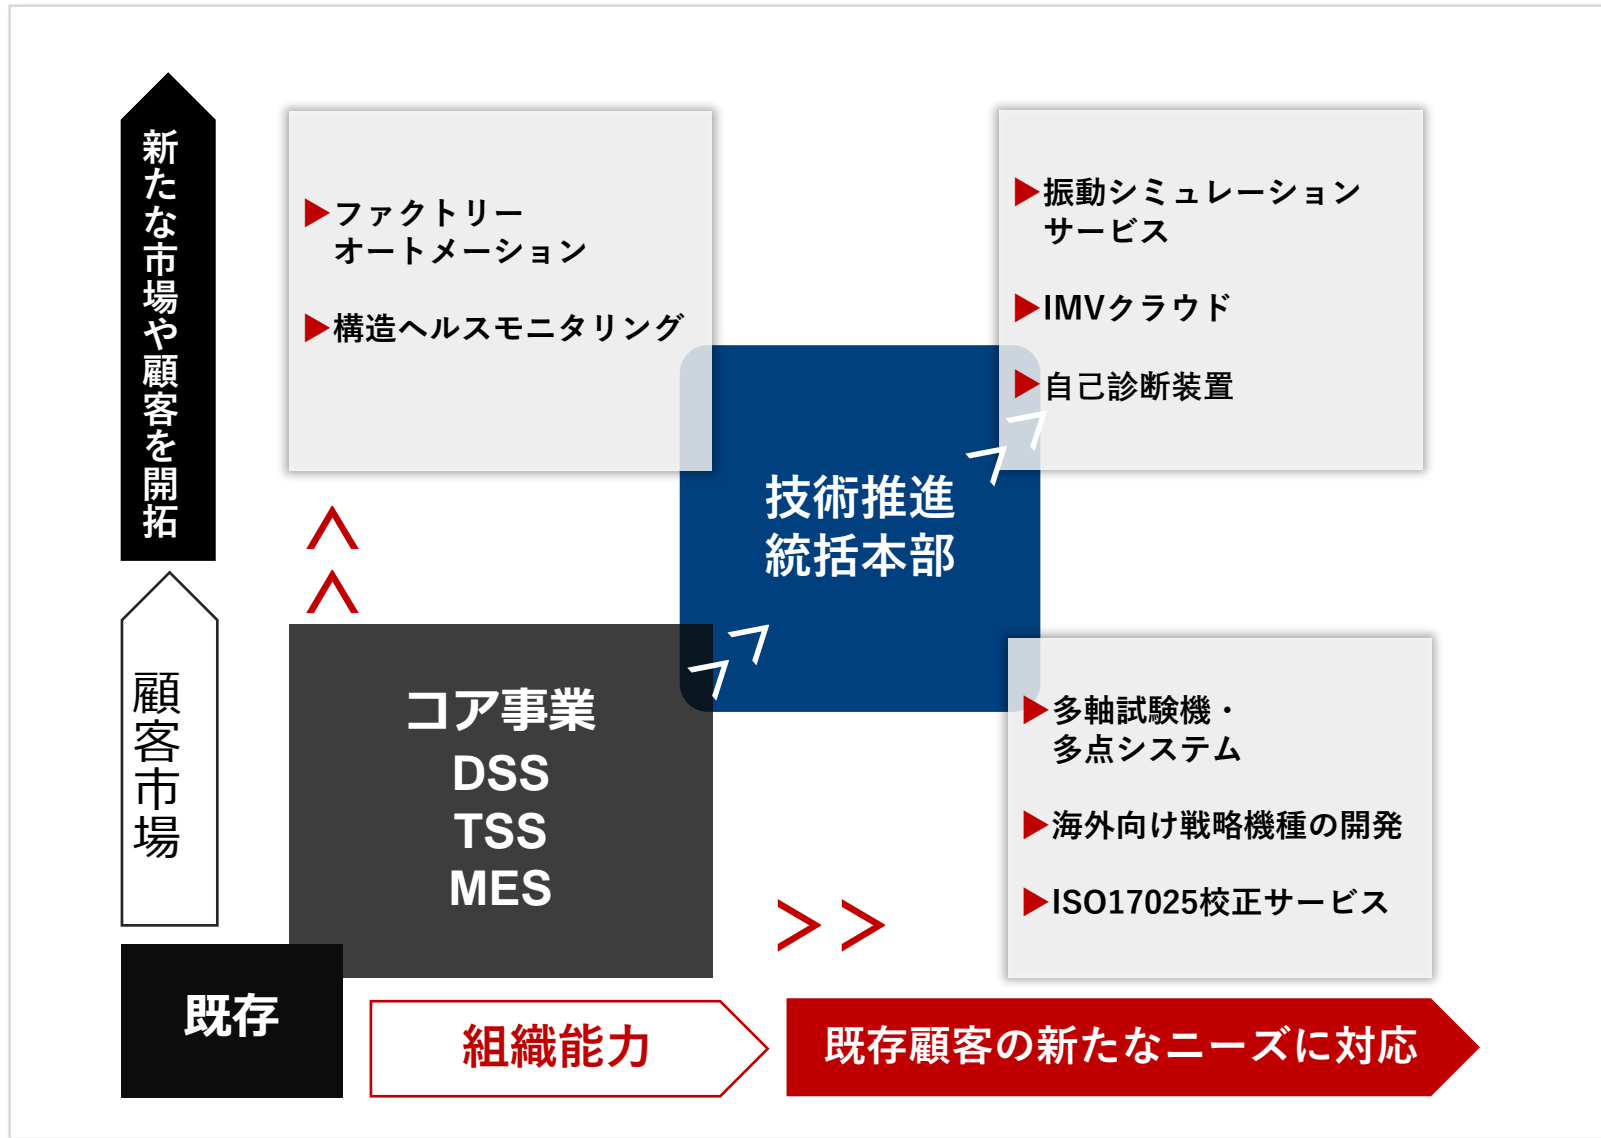 新たな市場や顧客を開拓
顧客市場
▶ファクトリー
オートメーション
▶構造ヘルスモニタリング
▶振動シミュレーション
サービス
▶IMVクラウド
▶自己診断装置
技術推進
統括本部
コア事業
DSS
TSS
MES
▶多軸試験機・
多点システム
▶海外向け戦略機種の開発
▶ISO17025校正サービス
既存
組織能力
既存顧客の新たなニーズに対応